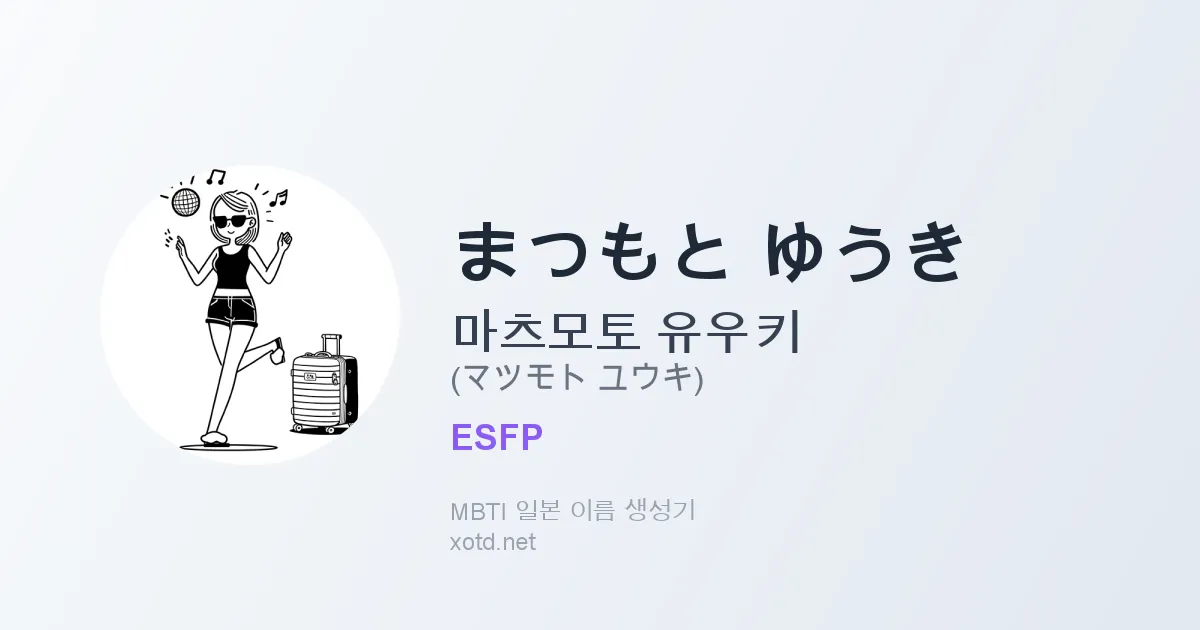 まつもと ゆうき
마츠모토 유우키
(マツモト ユウキ)
ESFP
MBTI 일본 이름 생성기
xotd.net